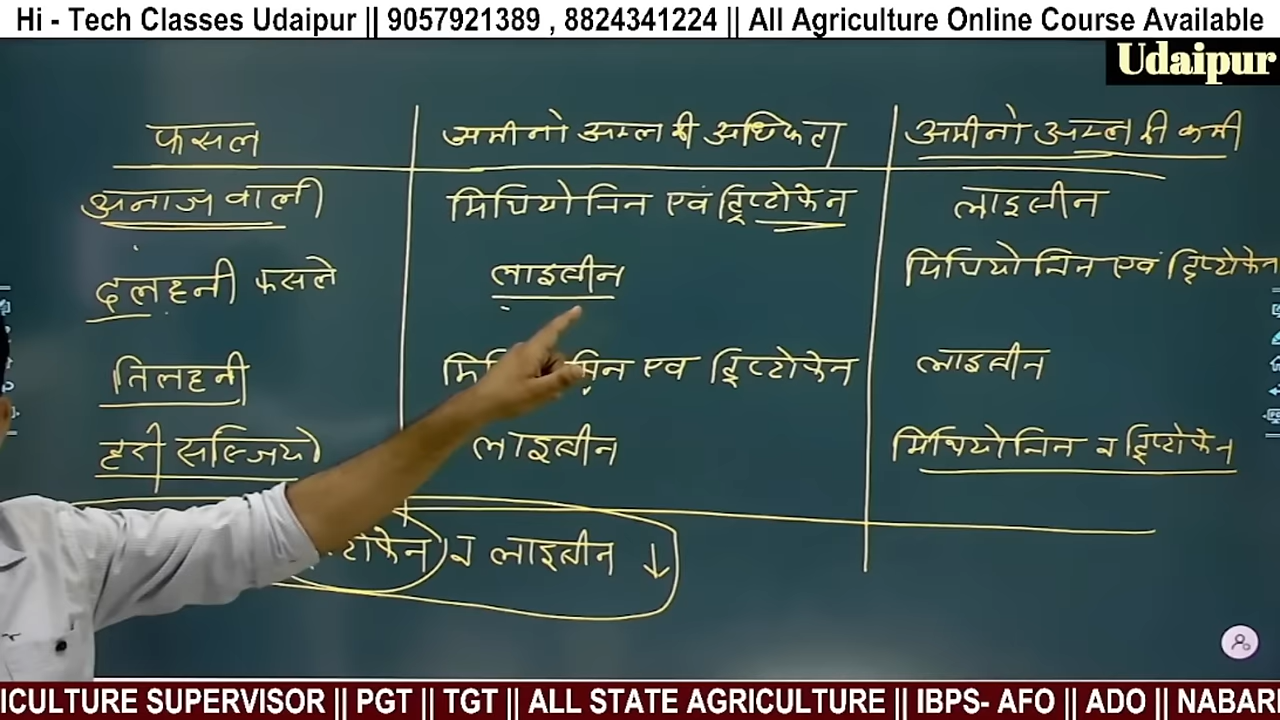 Hi - Tech Classes Udaipur || 9057921389 , 8824341224 || All Agriculture Online Course Available
Udaipur
फसल अमीनो अम्ल की अधिकता अमीनो अम्ल की कमी
अनाज वाली मिथियोनिन एवं ट्रिप्टोफेन लाइसीन
दलहनी फसले लाइसीन मिथियोनिन एवं ट्रिप्टोफेन
तिलहनी एव ट्रिप्टोफेन लाइसीन
हरी सब्जियो लाइसीन मिथियोनिन व ट्रिप्टोफेन
टोफेन व लाइसीन ↓
ICULTURE SUPERVISOR || PGT || TGT || ALL STATE AGRICULTURE || IBPS- AFO || ADO || NABAR